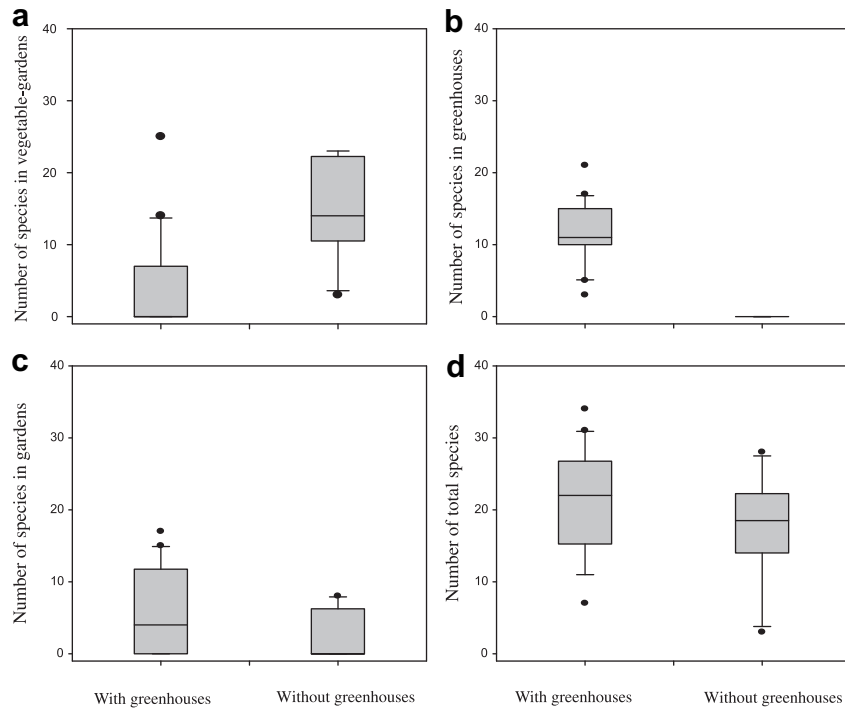 a
40
30
20
10
0
Number of species in vegetable-gardens
b
40
30
20
10
0
Number of species in greenhouses
c
40
30
20
10
0
Number of species in gardens
With greenhouses
Without greenhouses
d
40
30
20
10
0
Number of total species
With greenhouses
Without greenhouses